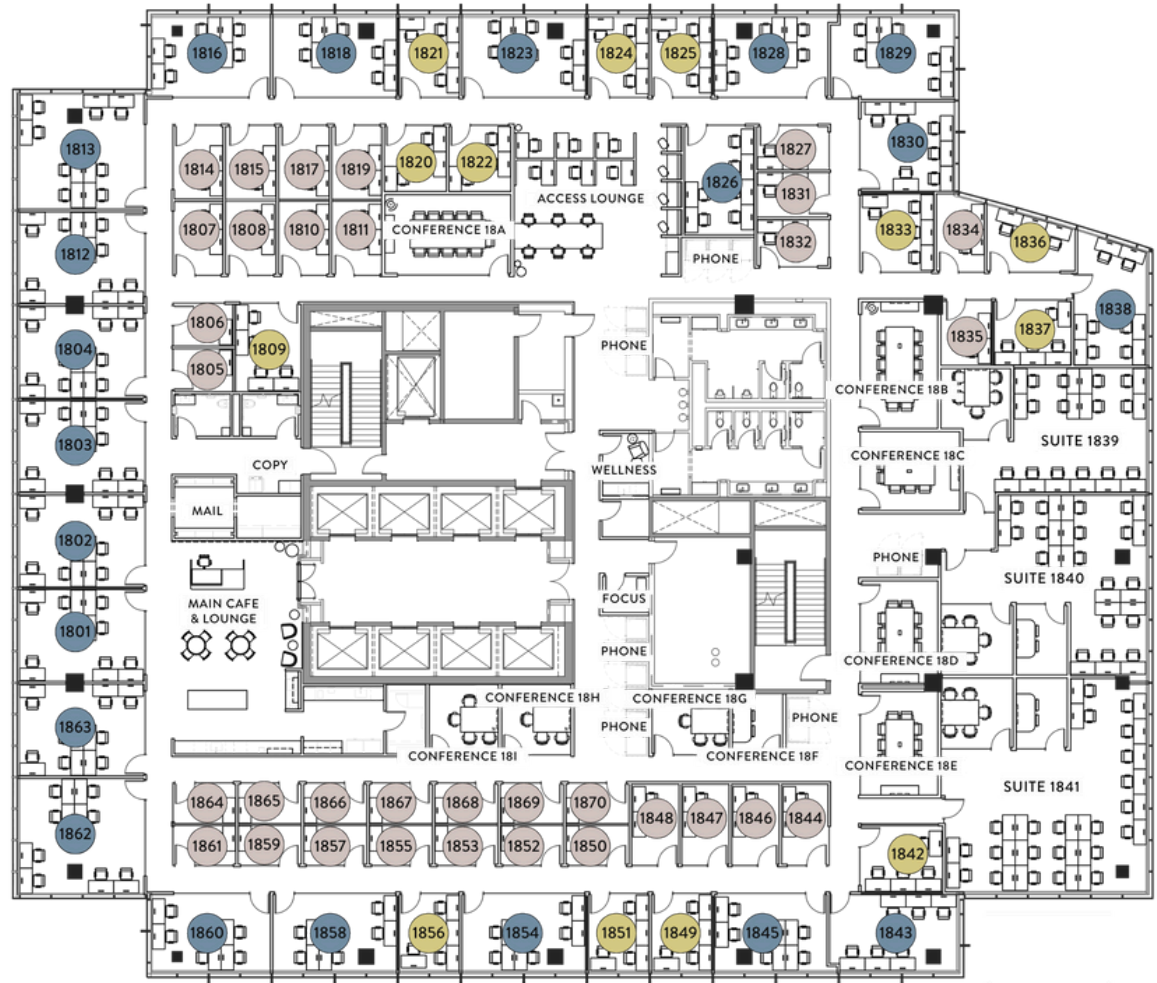 1816
1818
1821
1823
1824
1825
1828
1829
1813
1814
1815
1817
1819
1820
1822
ACCESS LOUNGE
1826
1827
1831
1832
1830
1812
1807
1808
1810
1811
CONFERENCE 18A
PHONE
1833
1834
1836
1838
1806
1805
1809
1804
PHONE
CONFERENCE 18B
1835
1837
1803
COPY
MAIL
WELLNESS
CONFERENCE 18C
SUITE 1839
1802
1801
MAIN CAFE
& LOUNGE
FOCUS
PHONE
PHONE
SUITE 1840
CONFERENCE 18D
1863
CONFERENCE 18H
CONFERENCE 18I
PHONE
CONFERENCE 18G
CONFERENCE 18F
PHONE
CONFERENCE 18E
SUITE 1841
1862
1864
1865
1866
1867
1868
1869
1870
1848
1847
1846
1844
1861
1859
1857
1855
1853
1852
1850
1842
1860
1858
1856
1854
1851
1849
1845
1843